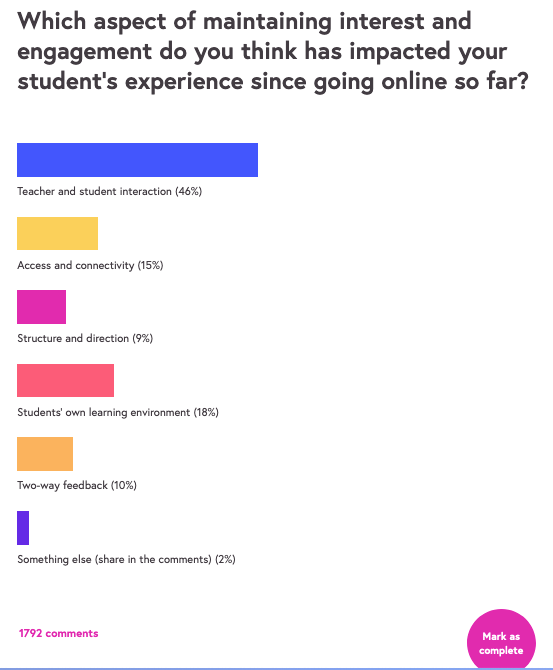 Which aspect of maintaining interest and
engagement do you think has impacted your
student's experience since going online so far?
Teacher and student interaction (46%)
Access and connectivity (15%)
Structure and direction (9%)
Students' own learning environment (18%)
Two-way feedback (10%)
Something else (share in the comments) (2%)
1792 comments
Mark as
complete